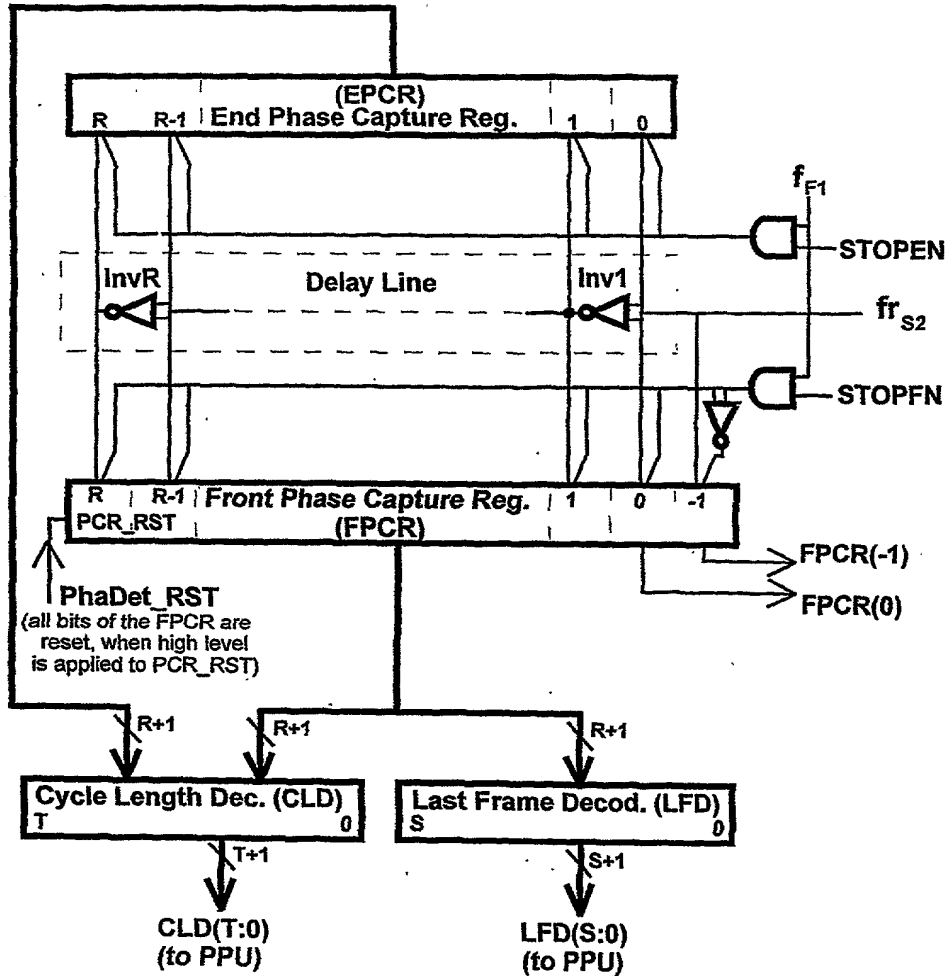 (EPCR)
R R-1 End Phase Capture Reg. 1 0
f F1
STOPEN
InvR Delay Line Inv1
fr S2
STOPFN
R R-1 Front Phase Capture Reg. 1 0 -1
PCR_RST (FPCR)
FPCR(-1)
PhaDet_RST
FPCR(0)
(all bits of the FPCR are
reset, when high level
is applied to PCR_RST)
R+1 R+1 R+1
Cycle Length Dec. (CLD)
T 0
Last Frame Decod. (LFD)
S 0
T+1 S+1
CLD(T:0)
(to PPU)
LFD(S:0)
(to PPU)